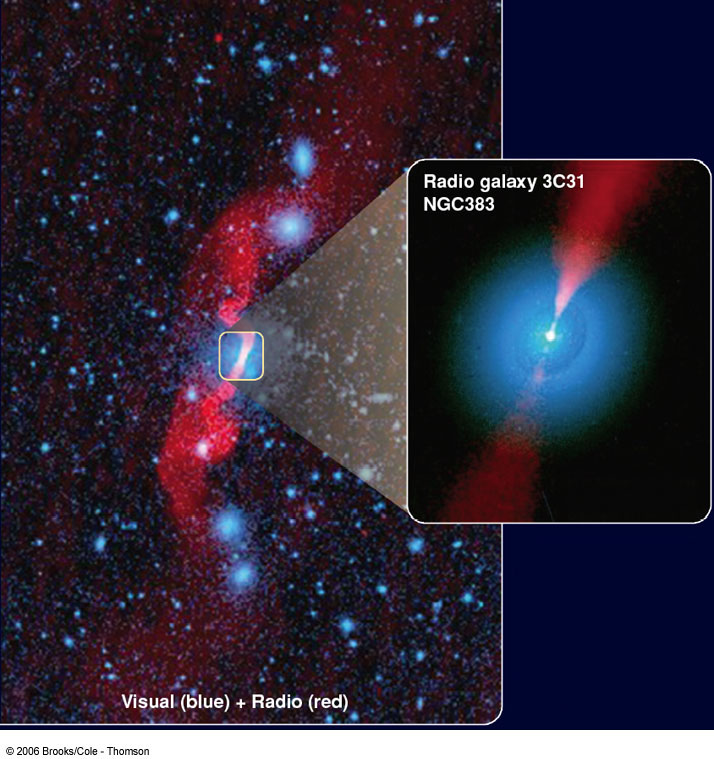 Radio galaxy 3C31
NGC383
Visual (blue) + Radio (red)
© 2006 Brooks/Cole - Thomson